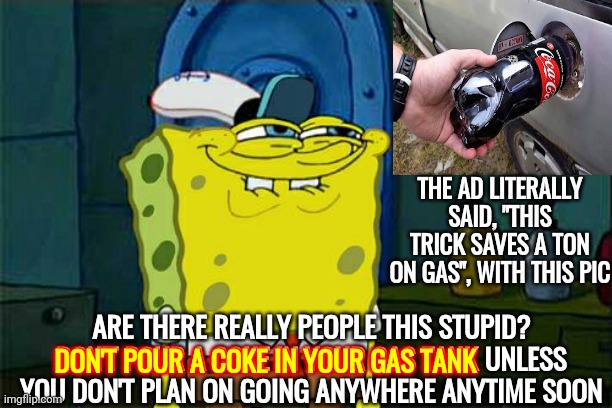 Coca-Co
THE AD LITERALLY
SAID, "THIS
TRICK SAVES A TON
ON GAS", WITH THIS PIC
ARE THERE REALLY PEOPLE THIS STUPID?
DON'T POUR A COKE IN YOUR GAS TANK UNLESS
YOU DON'T PLAN ON GOING ANYWHERE ANYTIME SOON
imgflip.com